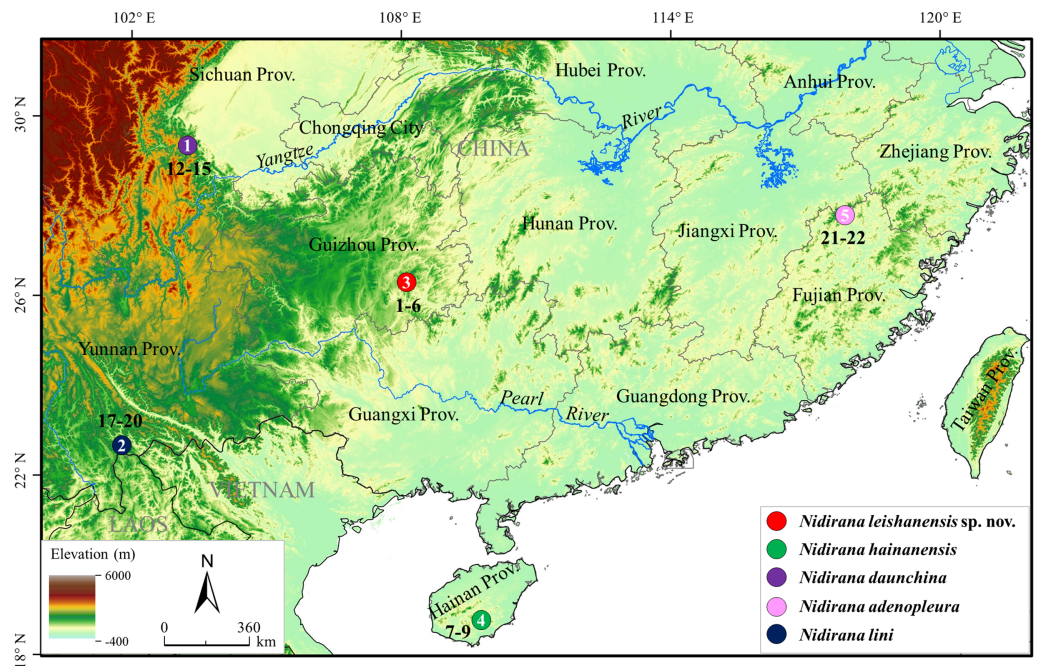 102° E
108° E
114° E
120° E
30° N
26° N
22° N
18° N
Sichuan Prov.
Hubei Prov.
Anhui Prov.
Chongqing City
River
Yangtze
CHINA
Zhejiang Prov.
1
12-15
Hunan Prov.
Jiangxi Prov.
5
21-22
Guizhou Prov.
3
1-6
Fujian Prov.
Yunnan Prov.
Taiwan Prov.
Pearl
River
Guangdong Prov.
Guangxi Prov.
17-20
2
VIETNAM
LAOS
Hainan Prov.
4
7-9
Elevation (m)
6000
-400
N
0
360
km
Nidirana leishanensis sp. nov.
Nidirana hainanensis
Nidirana daunchina
Nidirana adenopleura
Nidirana lini